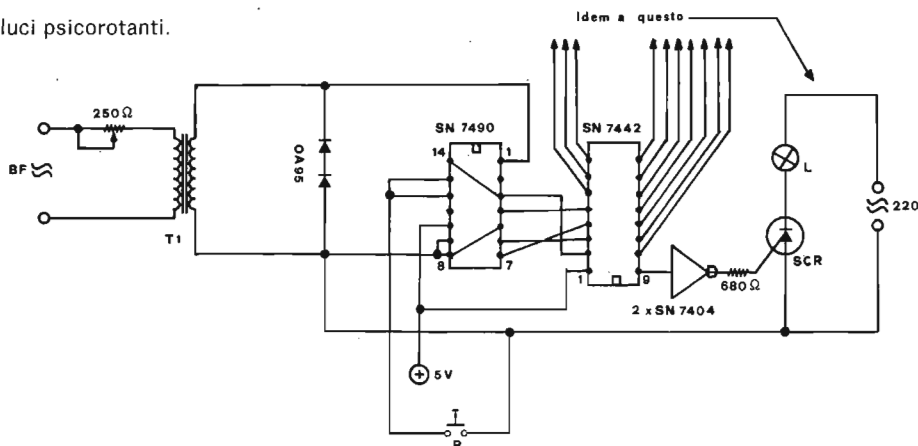 luci psicorotanti.
Idem a questo
250Ω
BF
T1
OA95
SN 7490
14
1
8
7
SN 7442
1
9
2 x SN 7404
680Ω
L
SCR
220
5V
T